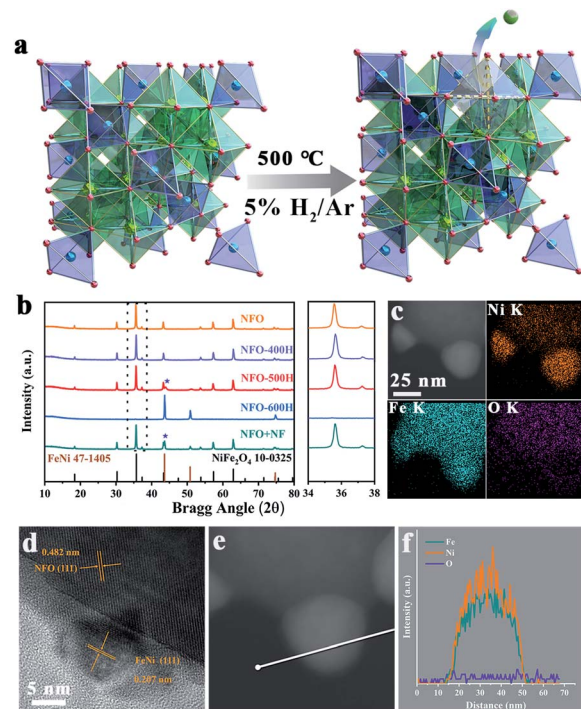 a
500 ℃
5% H2/Ar
b
NFO
NFO-400H
*
NFO-500H
NFO-600H
*
NFO+NF
FeNi 47-1405
NiFe2O4 10-0325
Intensity (a.u.)
10 20 30 40 50 60 70 80
Bragg Angle (2θ)
34 36 38
c
25 nm
Ni K
Fe K
O K
d
0.482 nm
NFO (111)
FeNi (111)
0.207 nm
5 nm
e
f
Fe
Ni
O
Intensity (a.u.)
0 10 20 30 40 50 60 70
Distance (nm)